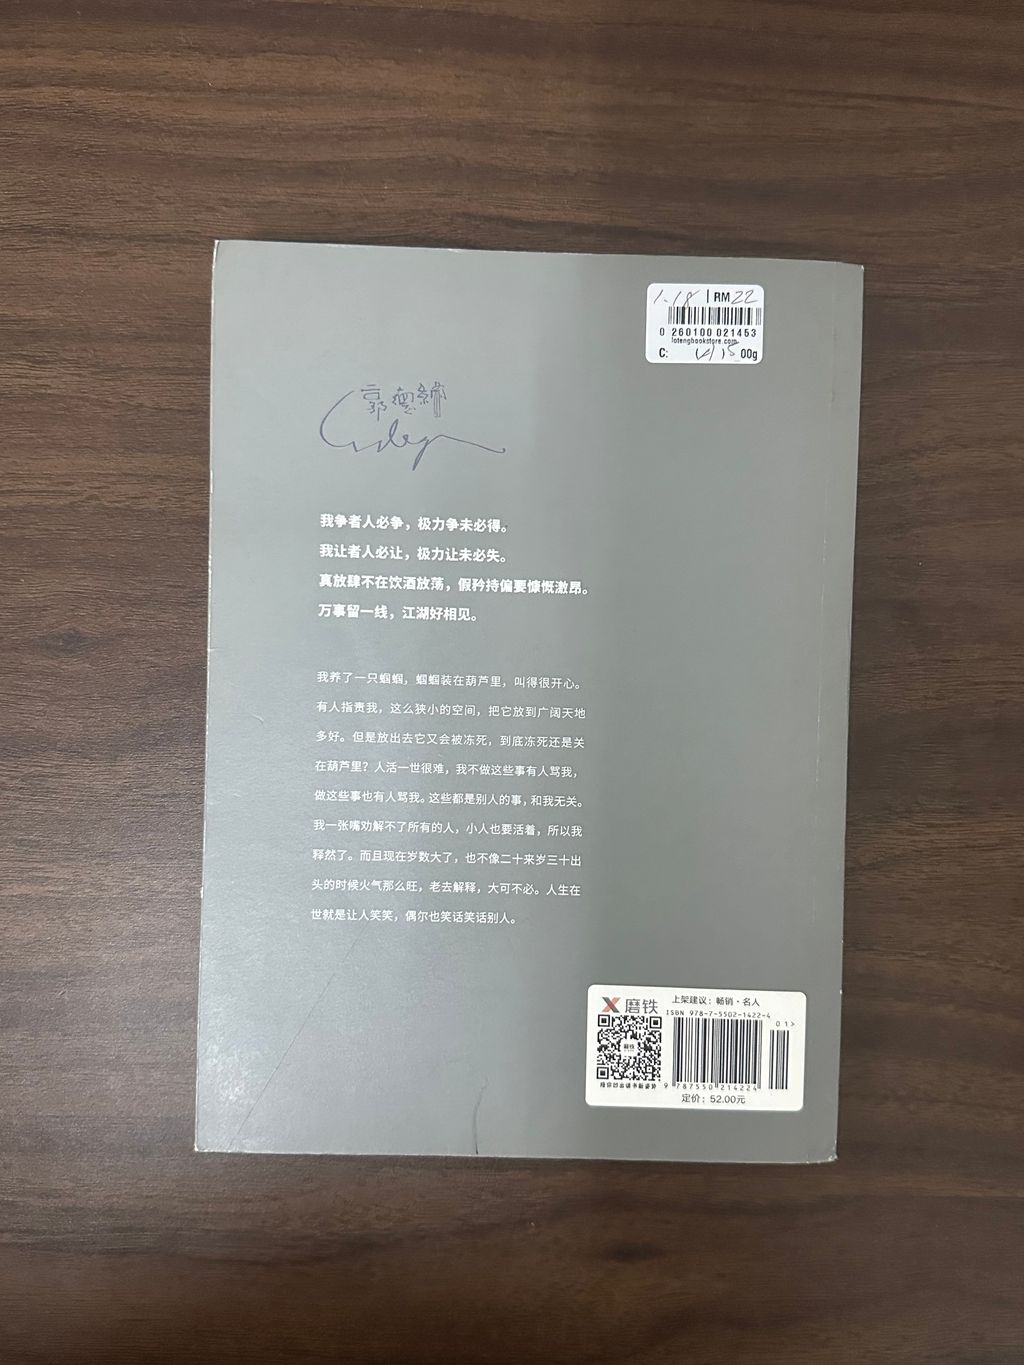 1.18 | RM 22
0 260100 021453
lotengbookstore.com
C: 00g
郭德綱
我争者人必争，极力争未必得。
我让者人必让，极力让未必失。
真放肆不在饮酒放荡，假矜持偏要慷慨激昂。
万事留一线，江湖好相见。
我养了一只蝈蝈，蝈蝈装在葫芦里，叫得很开心。
有人指责我，这么狭小的空间，把它放到广阔天地
多好。但是放出去它又会被冻死，到底冻死还是关
在葫芦里？人活一世很难，我不做这些事有人骂我，
做这些事也有人骂我。这些都是别人的事，和我无关。
我一张嘴劝解不了所有的人，小人也要活着，所以我
释然了。而且现在岁数大了，也不像二十来岁三十出
头的时候火气那么旺，老去解释，大可不必。人生在
世就是让人笑笑，偶尔也笑话笑话别人。
磨铁
上架建议：畅销·名人
ISBN 978-7-5502-1422-4
01>
9 787550 214224
定价：52.00元